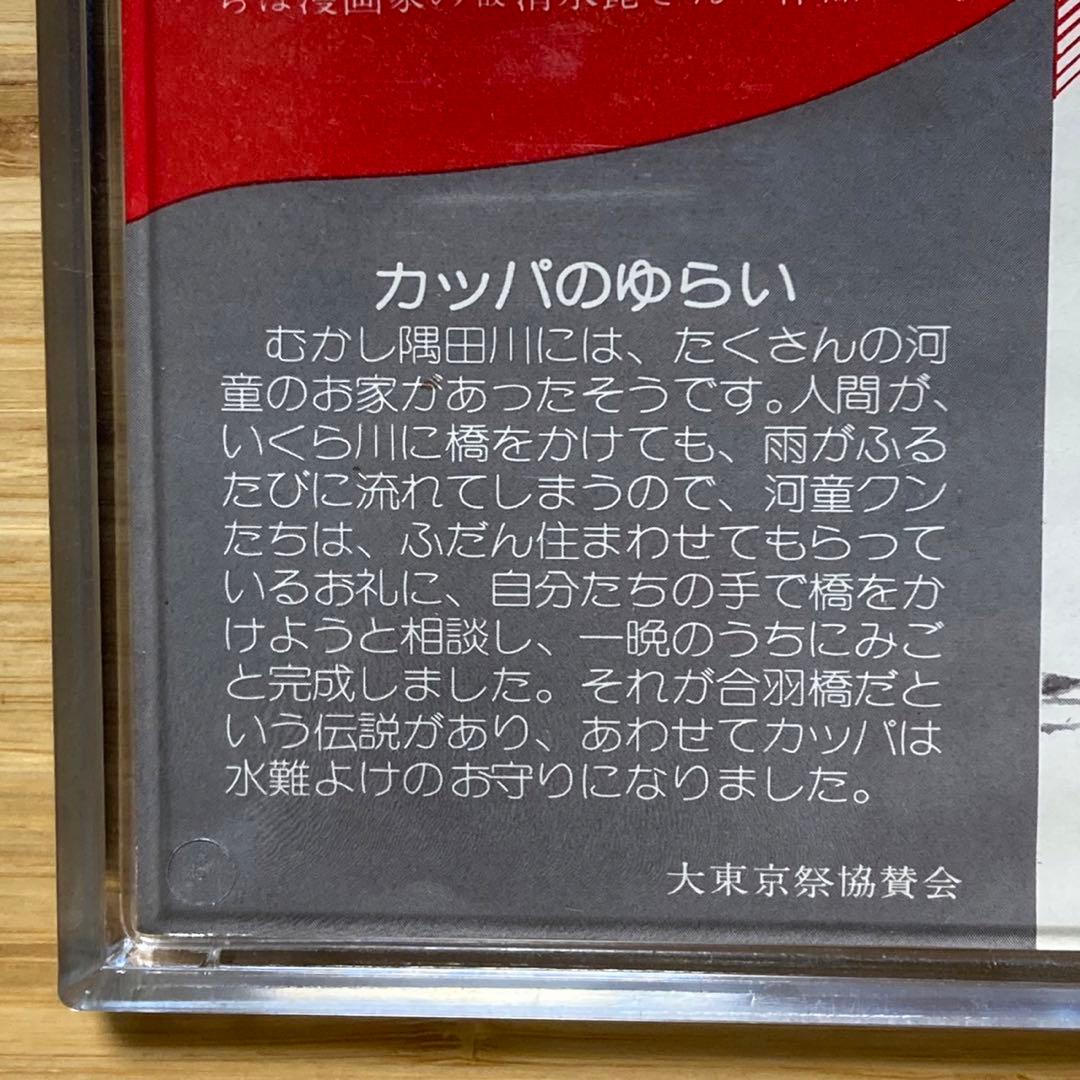 カッパのゆらい
むかし隅田川には、たくさんの河
童のお家があったそうです。人間が、
いくら川に橋をかけても、雨がふる
たびに流れてしまうので、河童クン
たちは、ふだん住まわせてもらって
いるお礼に、自分たちの手で橋をか
けようと相談し、一晩のうちにみご
と完成しました。それが合羽橋だと
いう伝説があり、あわせてカッパは
水難よけのお守りになりました。
大東京祭協賛会